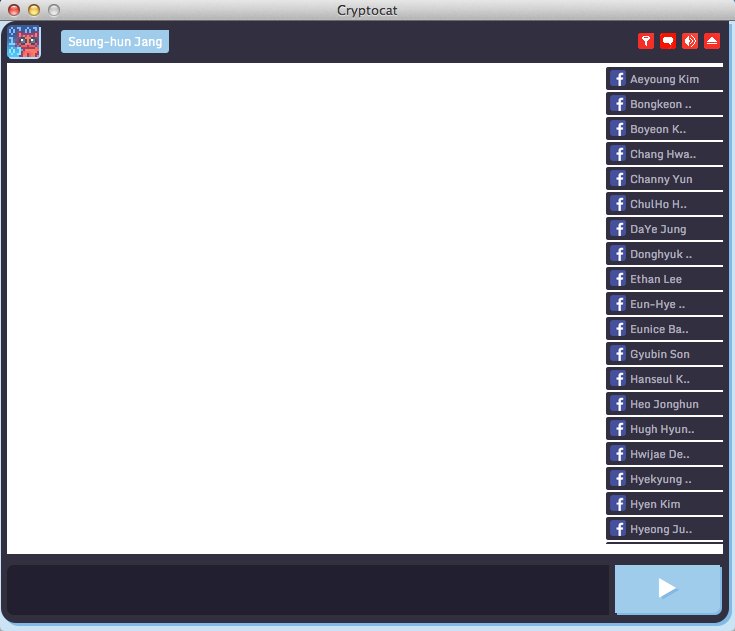 Cryptocat
Seung-hun Jang
Aeyoung Kim
Bongkeon ..
Boyeon K..
Chang Hwa..
Channy Yun
ChulHo H..
DaYe Jung
Donghyuk ..
Ethan Lee
Eun-Hye ..
Eunice Ba..
Gyubin Son
Hanseul K..
Heo Jonghun
Hugh Hyun..
Hwijae De..
Hyekyung ..
Hyen Kim
Hyeong Ju..